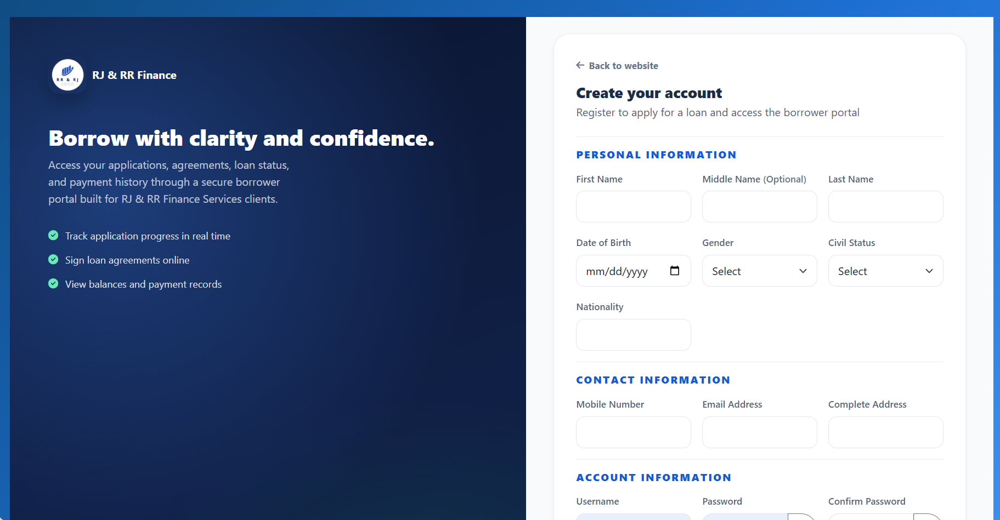 RR & RJ
RJ & RR Finance
Borrow with clarity and confidence.
Access your applications, agreements, loan status,
and payment history through a secure borrower
portal built for RJ & RR Finance Services clients.
Track application progress in real time
Sign loan agreements online
View balances and payment records
Back to website
Create your account
Register to apply for a loan and access the borrower portal
PERSONAL INFORMATION
First Name
Middle Name (Optional)
Last Name
Date of Birth
Gender
Civil Status
mm/dd/yyyy
Select
Select
Nationality
CONTACT INFORMATION
Mobile Number
Email Address
Complete Address
ACCOUNT INFORMATION
Username
Password
Confirm Password